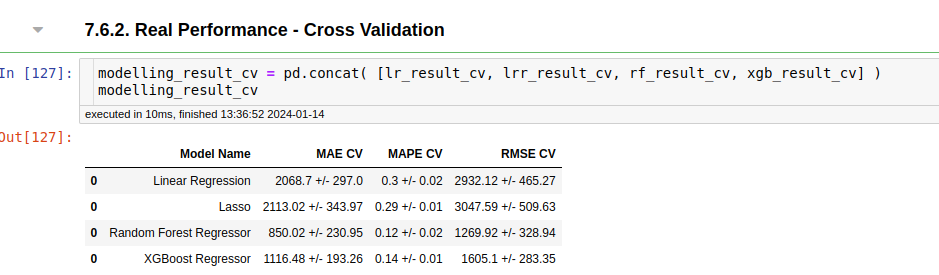 7.6.2. Real Performance - Cross Validation
In [127]: modelling_result_cv = pd.concat( [lr_result_cv, lrr_result_cv, rf_result_cv, xgb_result_cv] )
modelling_result_cv
executed in 10ms, finished 13:36:52 2024-01-14
Out[127]:
Model Name MAE CV MAPE CV RMSE CV
0 Linear Regression 2068.7 +/- 297.0 0.3 +/- 0.02 2932.12 +/- 465.27
0 Lasso 2113.02 +/- 343.97 0.29 +/- 0.01 3047.59 +/- 509.63
0 Random Forest Regressor 850.02 +/- 230.95 0.12 +/- 0.02 1269.92 +/- 328.94
0 XGBoost Regressor 1116.48 +/- 193.26 0.14 +/- 0.01 1605.1 +/- 283.35